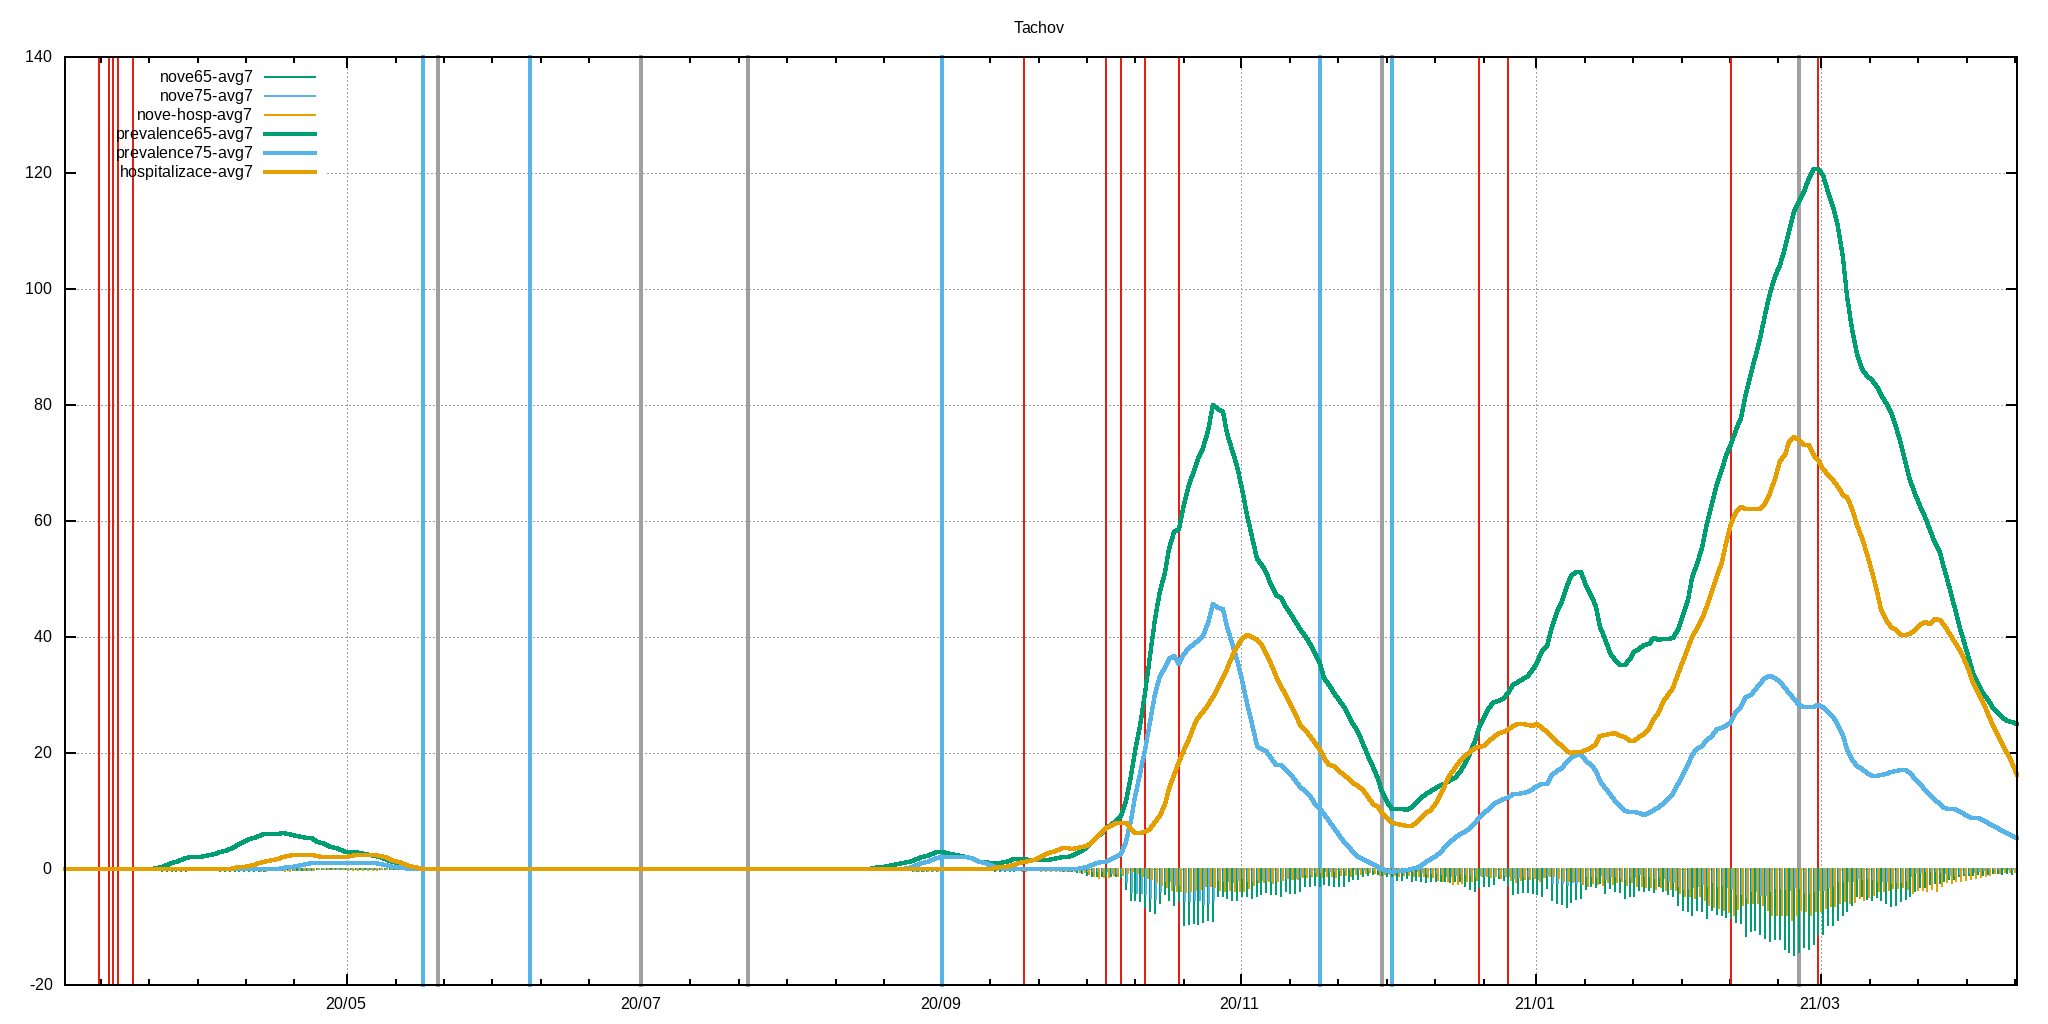 Tachov
140
120
100
80
60
40
20
0
-20
nove65-avg7
nove75-avg7
nove-hosp-avg7
prevalence65-avg7
prevalence75-avg7
hospitalizace-avg7
20/05 20/07 20/09 20/11 21/01 21/03